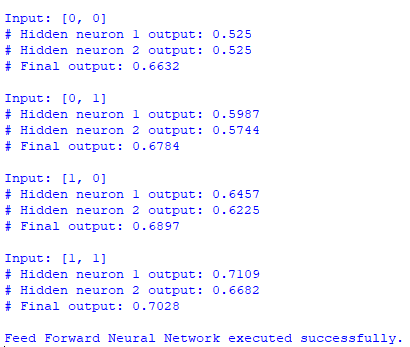 Input: [0, 0]
# Hidden neuron 1 output: 0.525
# Hidden neuron 2 output: 0.525
# Final output: 0.6632
Input: [0, 1]
# Hidden neuron 1 output: 0.5987
# Hidden neuron 2 output: 0.5744
# Final output: 0.6784
Input: [1, 0]
# Hidden neuron 1 output: 0.6457
# Hidden neuron 2 output: 0.6225
# Final output: 0.6897
Input: [1, 1]
# Hidden neuron 1 output: 0.7109
# Hidden neuron 2 output: 0.6682
# Final output: 0.7028
Feed Forward Neural Network executed successfully.